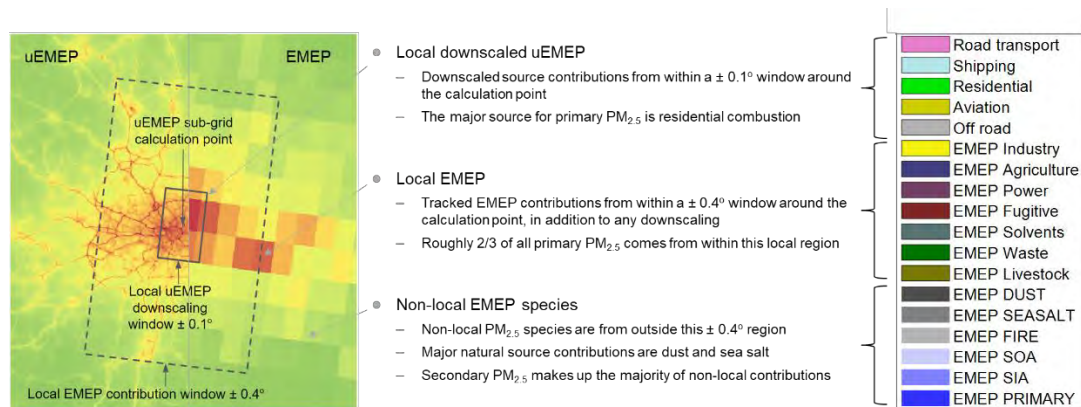 uEMEP
EMEP
uEMEP sub-grid
calculation point
Local uEMEP
downscaling
window ± 0.1°
Local EMEP contribution window ± 0.4°
Local downscaled uEMEP
– Downscaled source contributions from within a ± 0.1° window around
the calculation point
– The major source for primary PM2.5 is residential combustion
Local EMEP
– Tracked EMEP contributions from within a ± 0.4° window around the
calculation point, in addition to any downscaling
– Roughly 2/3 of all primary PM2.5 comes from within this local region
Non-local EMEP species
– Non-local PM2.5 species are from outside this ± 0.4° region
– Major natural source contributions are dust and sea salt
– Secondary PM2.5 makes up the majority of non-local contributions
Road transport
Shipping
Residential
Aviation
Off road
EMEP Industry
EMEP Agriculture
EMEP Power
EMEP Fugitive
EMEP Solvents
EMEP Waste
EMEP Livestock
EMEP DUST
EMEP SEASALT
EMEP FIRE
EMEP SOA
EMEP SIA
EMEP PRIMARY